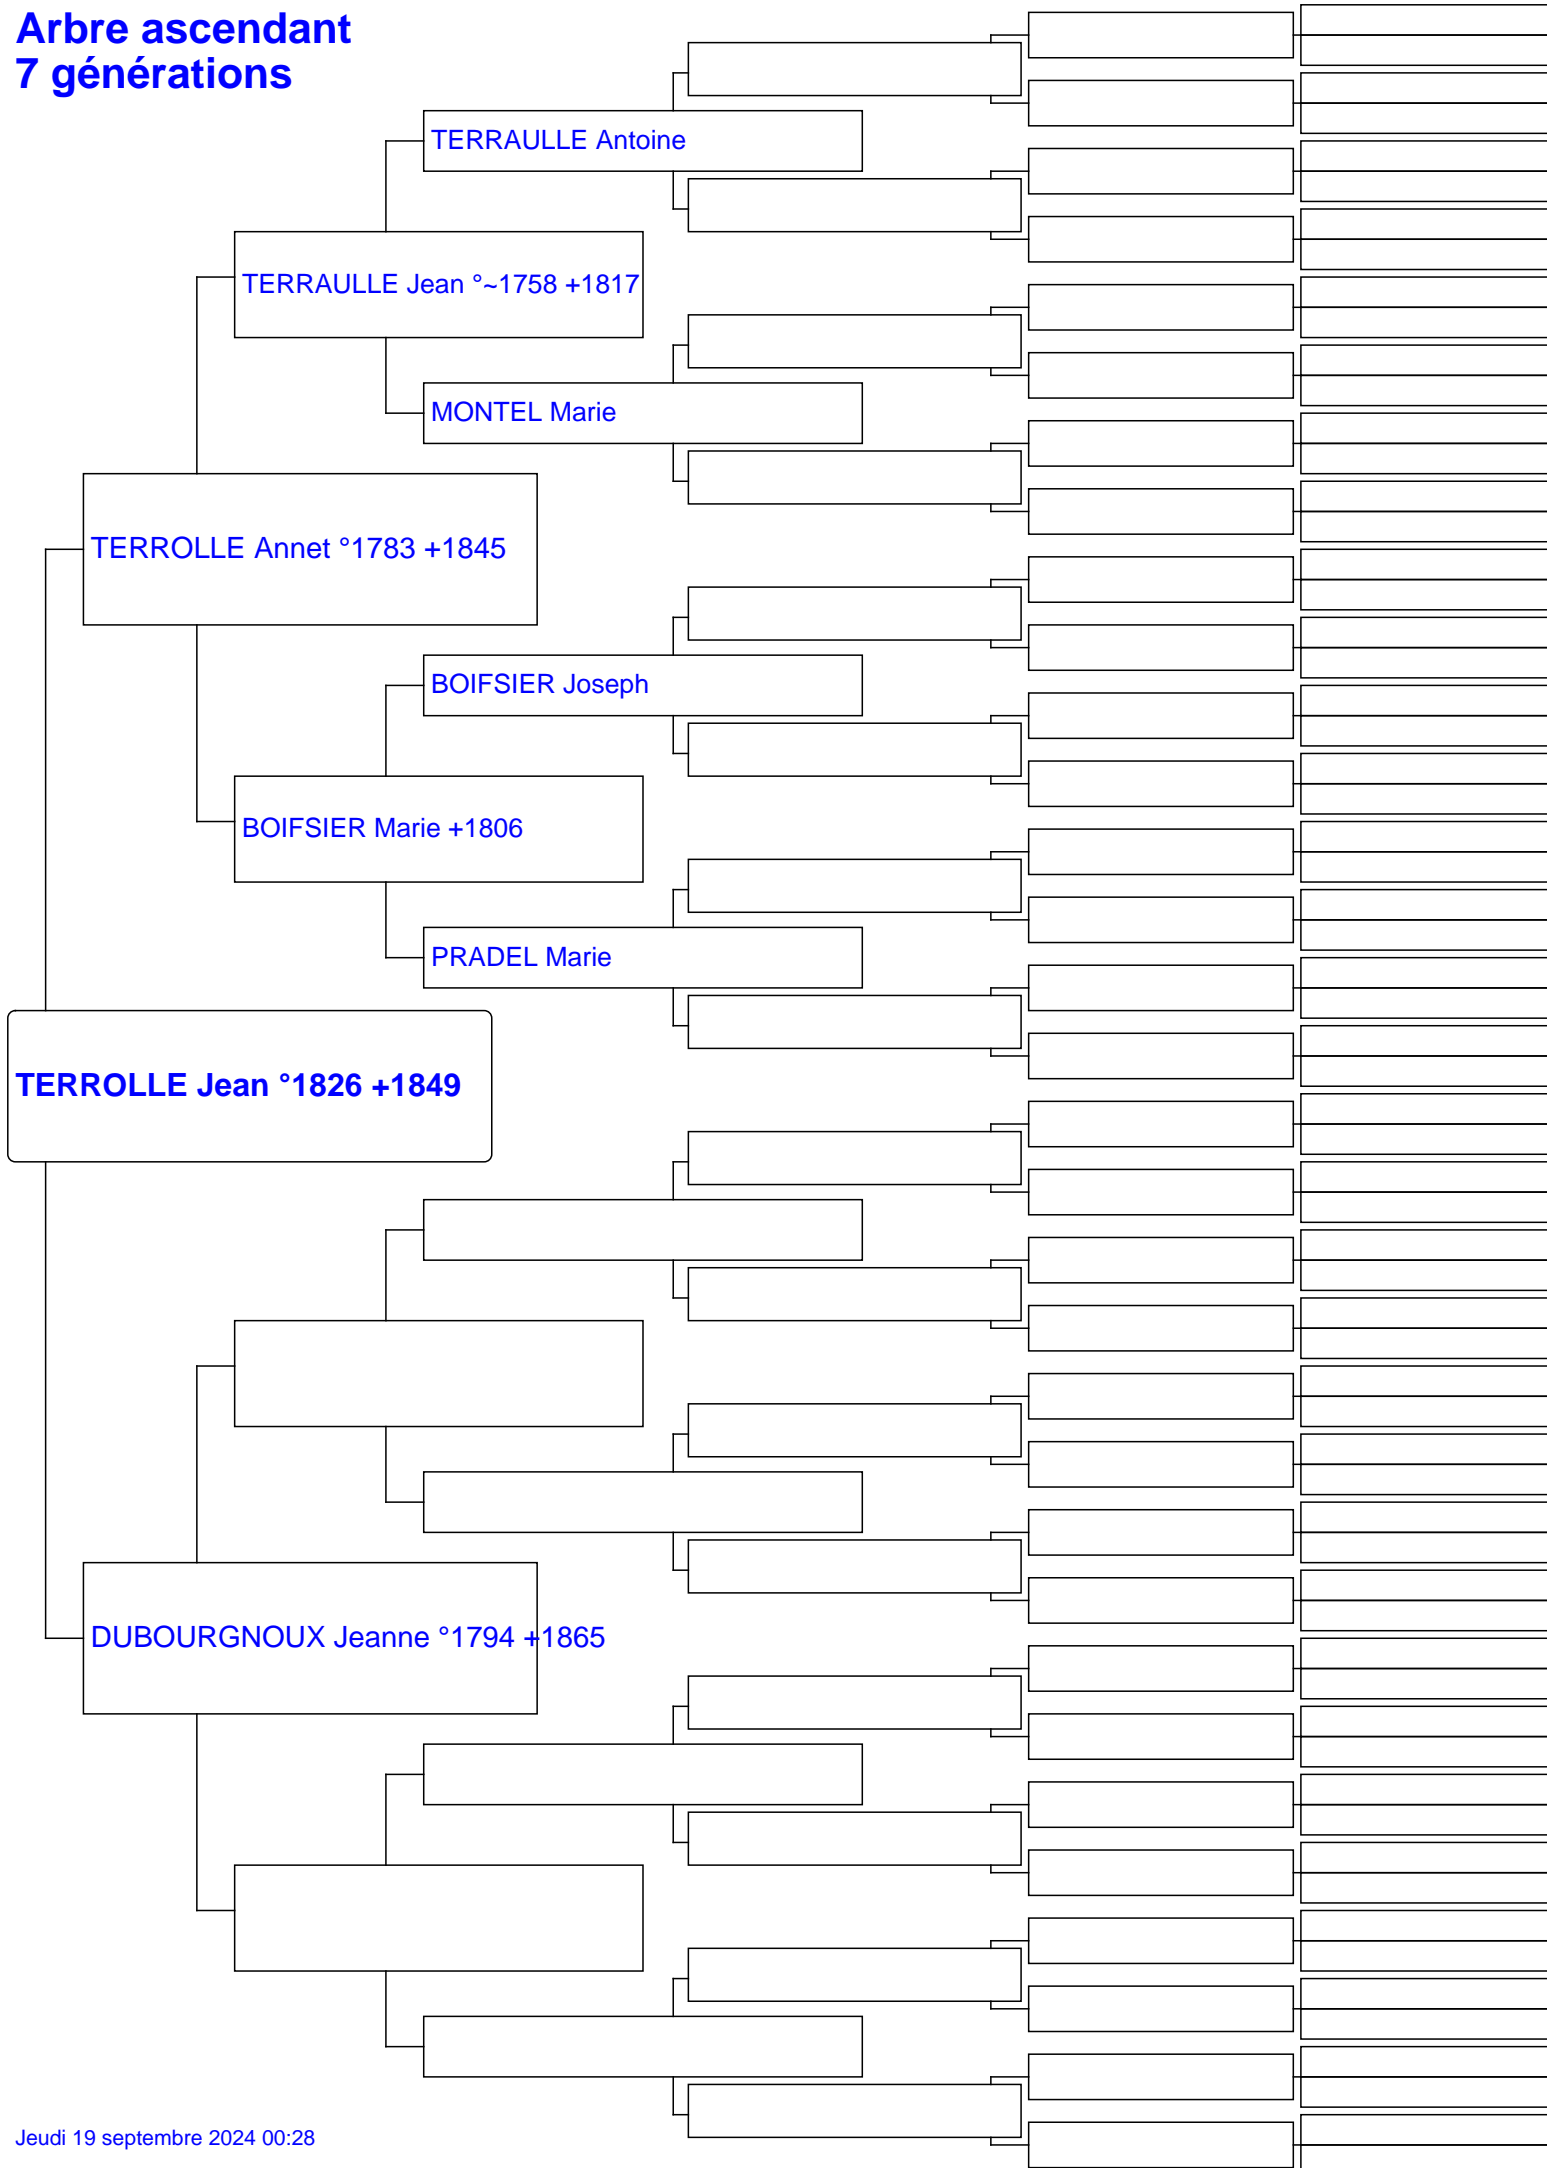 Arbre ascendant
7 générations
TERRAULLE Antoine
TERRAULLE Jean °~1758 +1817
MONTEL Marie
TERROLLE Annet °1783 +1845
BOIFSIER Joseph
BOIFSIER Marie +1806
PRADEL Marie
TERROLLE Jean °1826 +1849
DUBOURGNOUX Jeanne °1794 +1865
Jeudi 19 septembre 2024 00:28